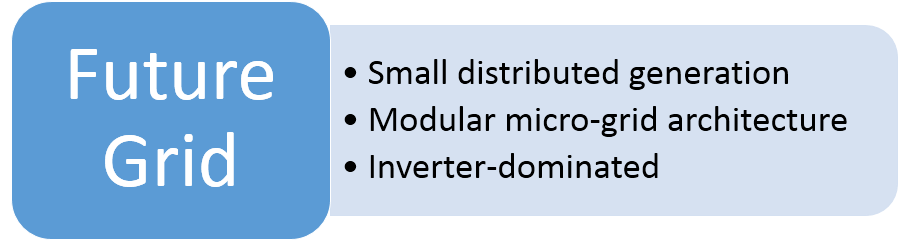 Future
Grid
• Small distributed generation
• Modular micro-grid architecture
• Inverter-dominated